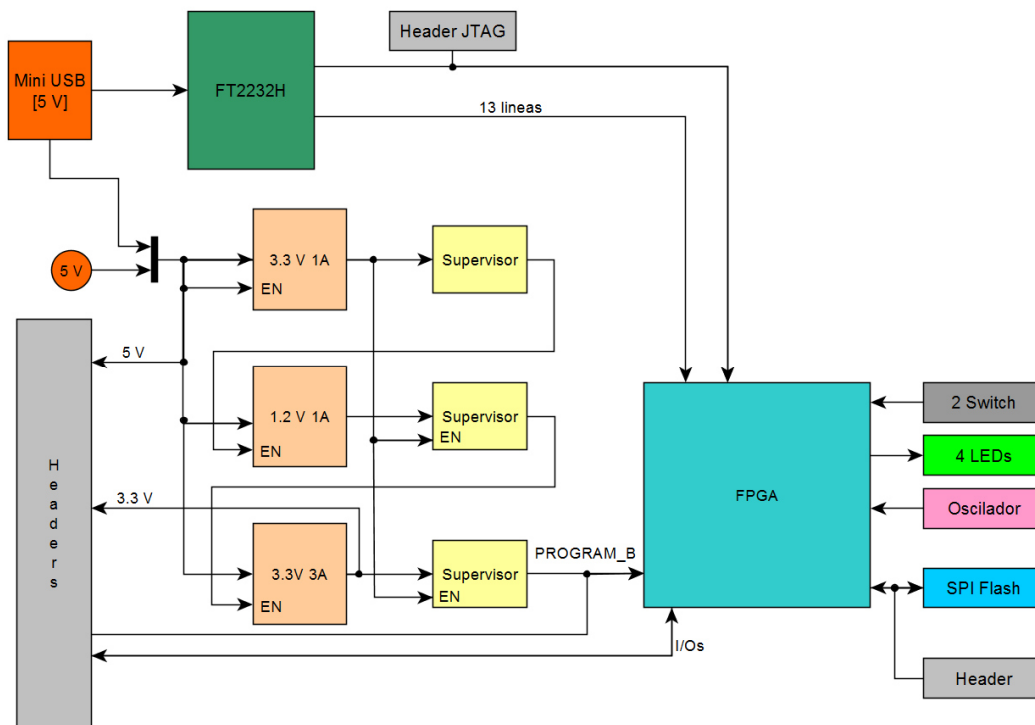 Header JTAG
Mini USB
[5 V]
FT2232H
13 lineas
3.3 V 1A
EN
Supervisor
5 V
5 V
1.2 V 1A
EN
Supervisor
EN
Headers
3.3 V
3.3V 3A
EN
Supervisor
EN
PROGRAM_B
FPGA
I/Os
2 Switch
4 LEDs
Oscilador
SPI Flash
Header